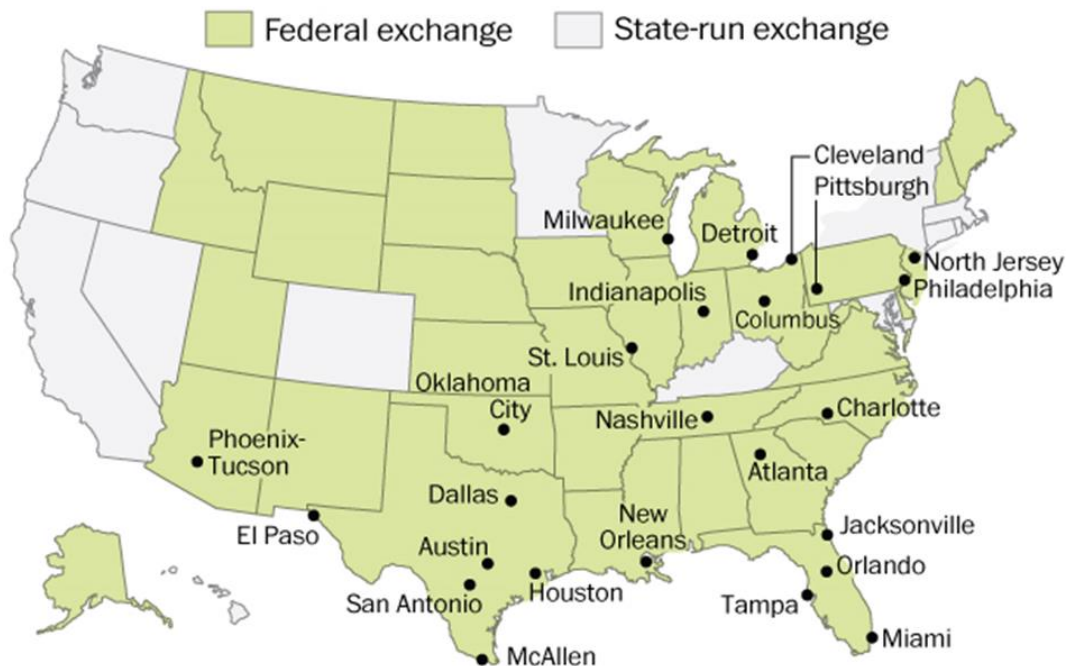 Federal exchange
State-run exchange
Cleveland
Pittsburgh
Milwaukee
Detroit
North Jersey
Philadelphia
Indianapolis
Columbus
St. Louis
Oklahoma
City
Nashville
Charlotte
Phoenix-
Tucson
Atlanta
Dallas
New
Orleans
El Paso
Jacksonville
Austin
Orlando
San Antonio
Houston
Tampa
Miami
McAllen